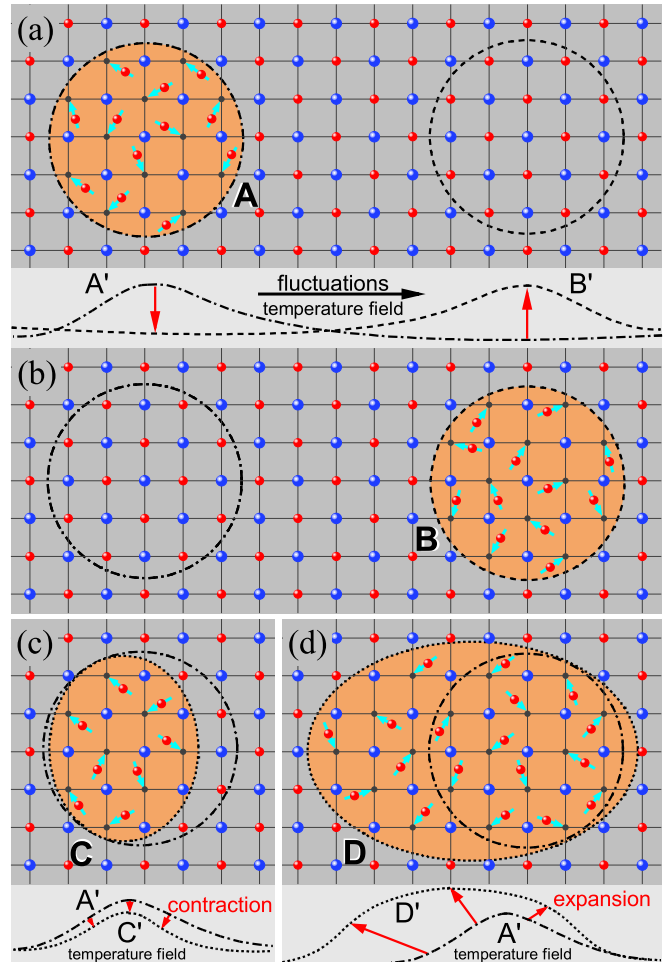 (a)
A
A'
fluctuations
B'
temperature field
(b)
B
(c)
(d)
C
D
A'
contraction
C'
temperature field
D'
expansion
A'
temperature field